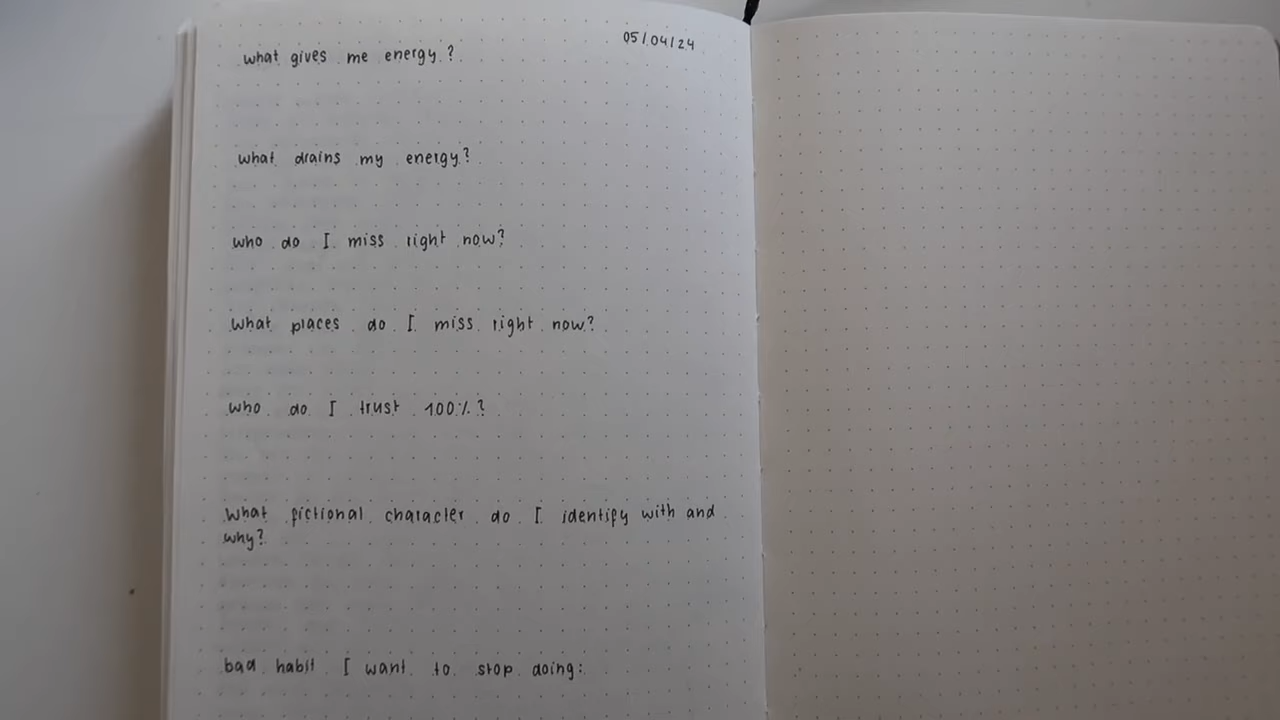 05/04/24
what gives me energy?
what drains my energy?
who do I miss right now?
what places do I miss right now?
who do I trust 100%?
what fictional character do I identify with and
why?
bad habit I want to stop doing: